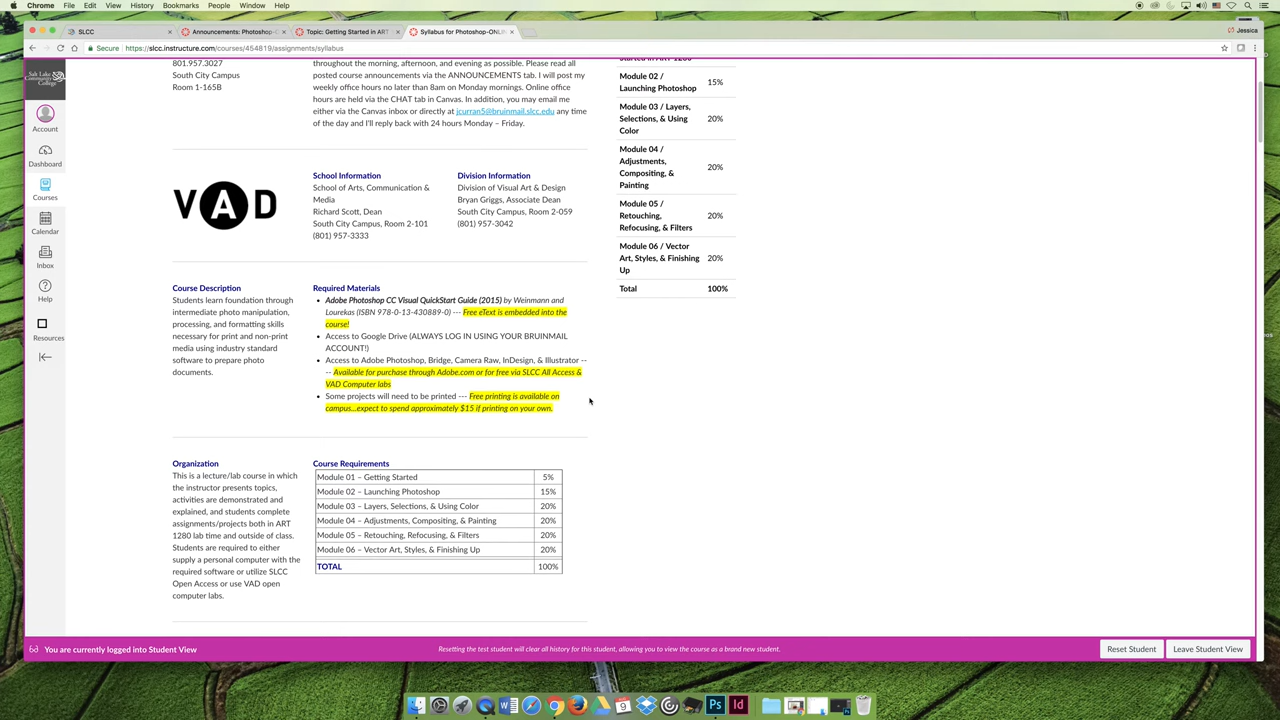 Chrome File Edit View History Bookmarks People Window Help
SLCC
Announcements: Photoshop-
Topic: Getting Started in ART
Syllabus for Photoshop-ONLI
Jessica
Secure https://slcc.instructure.com/courses/454819/assignments/syllabus
Salt Lake
Community
College
Account
Dashboard
Courses
Calendar
Inbox
Help
Resources
801.957.3027
South City Campus
Room 1-165B
throughout the morning, afternoon, and evening as possible. Please read all
posted course announcements via the ANNOUNCEMENTS tab. I will post my
weekly office hours no later than 8am on Monday mornings. Online office
hours are held via the CHAT tab in Canvas. In addition, you may email me
either via the Canvas inbox or directly at jcurran5@bruinmail.slcc.edu any time
of the day and I'll reply back with 24 hours Monday – Friday.
VAD
School Information
School of Arts, Communication &
Media
Richard Scott, Dean
South City Campus, Room 2-101
(801) 957-3333
Division Information
Division of Visual Art & Design
Bryan Griggs, Associate Dean
South City Campus, Room 2-059
(801) 957-3042
Course Description
Students learn foundation through
intermediate photo manipulation,
processing, and formatting skills
necessary for print and non-print
media using industry standard
software to prepare photo
documents.
Required Materials
• Adobe Photoshop CC Visual QuickStart Guide (2015) by Weinmann and
Lourekas (ISBN 978-0-13-430889-0) --- Free eText is embedded into the
course!
• Access to Google Drive (ALWAYS LOG IN USING YOUR BRUINMAIL
ACCOUNT!)
• Access to Adobe Photoshop, Bridge, Camera Raw, InDesign, & Illustrator --
-- Available for purchase through Adobe.com or for free via SLCC All Access &
VAD Computer labs
• Some projects will need to be printed --- Free printing is available on
campus...expect to spend approximately $15 if printing on your own.
Organization
This is a lecture/lab course in which
the instructor presents topics,
activities are demonstrated and
explained, and students complete
assignments/projects both in ART
1280 lab time and outside of class.
Students are required to either
supply a personal computer with the
required software or utilize SLCC
Open Access or use VAD open
computer labs.
Course Requirements
Module 01 – Getting Started 5%
Module 02 – Launching Photoshop 15%
Module 03 – Layers, Selections, & Using Color 20%
Module 04 – Adjustments, Compositing, & Painting 20%
Module 05 – Retouching, Refocusing, & Filters 20%
Module 06 – Vector Art, Styles, & Finishing Up 20%
TOTAL 100%
Started in ART 1280
Module 02 /
Launching Photoshop 15%
Module 03 / Layers,
Selections, & Using 20%
Color
Module 04 /
Adjustments,
Compositing, & 20%
Painting
Module 05 /
Retouching, 20%
Refocusing, & Filters
Module 06 / Vector
Art, Styles, & Finishing 20%
Up
Total 100%
You are currently logged into Student View
Resetting the test student will clear all history for this student, allowing you to view the course as a brand new student.
Reset Student
Leave Student View
9
Ps
Id